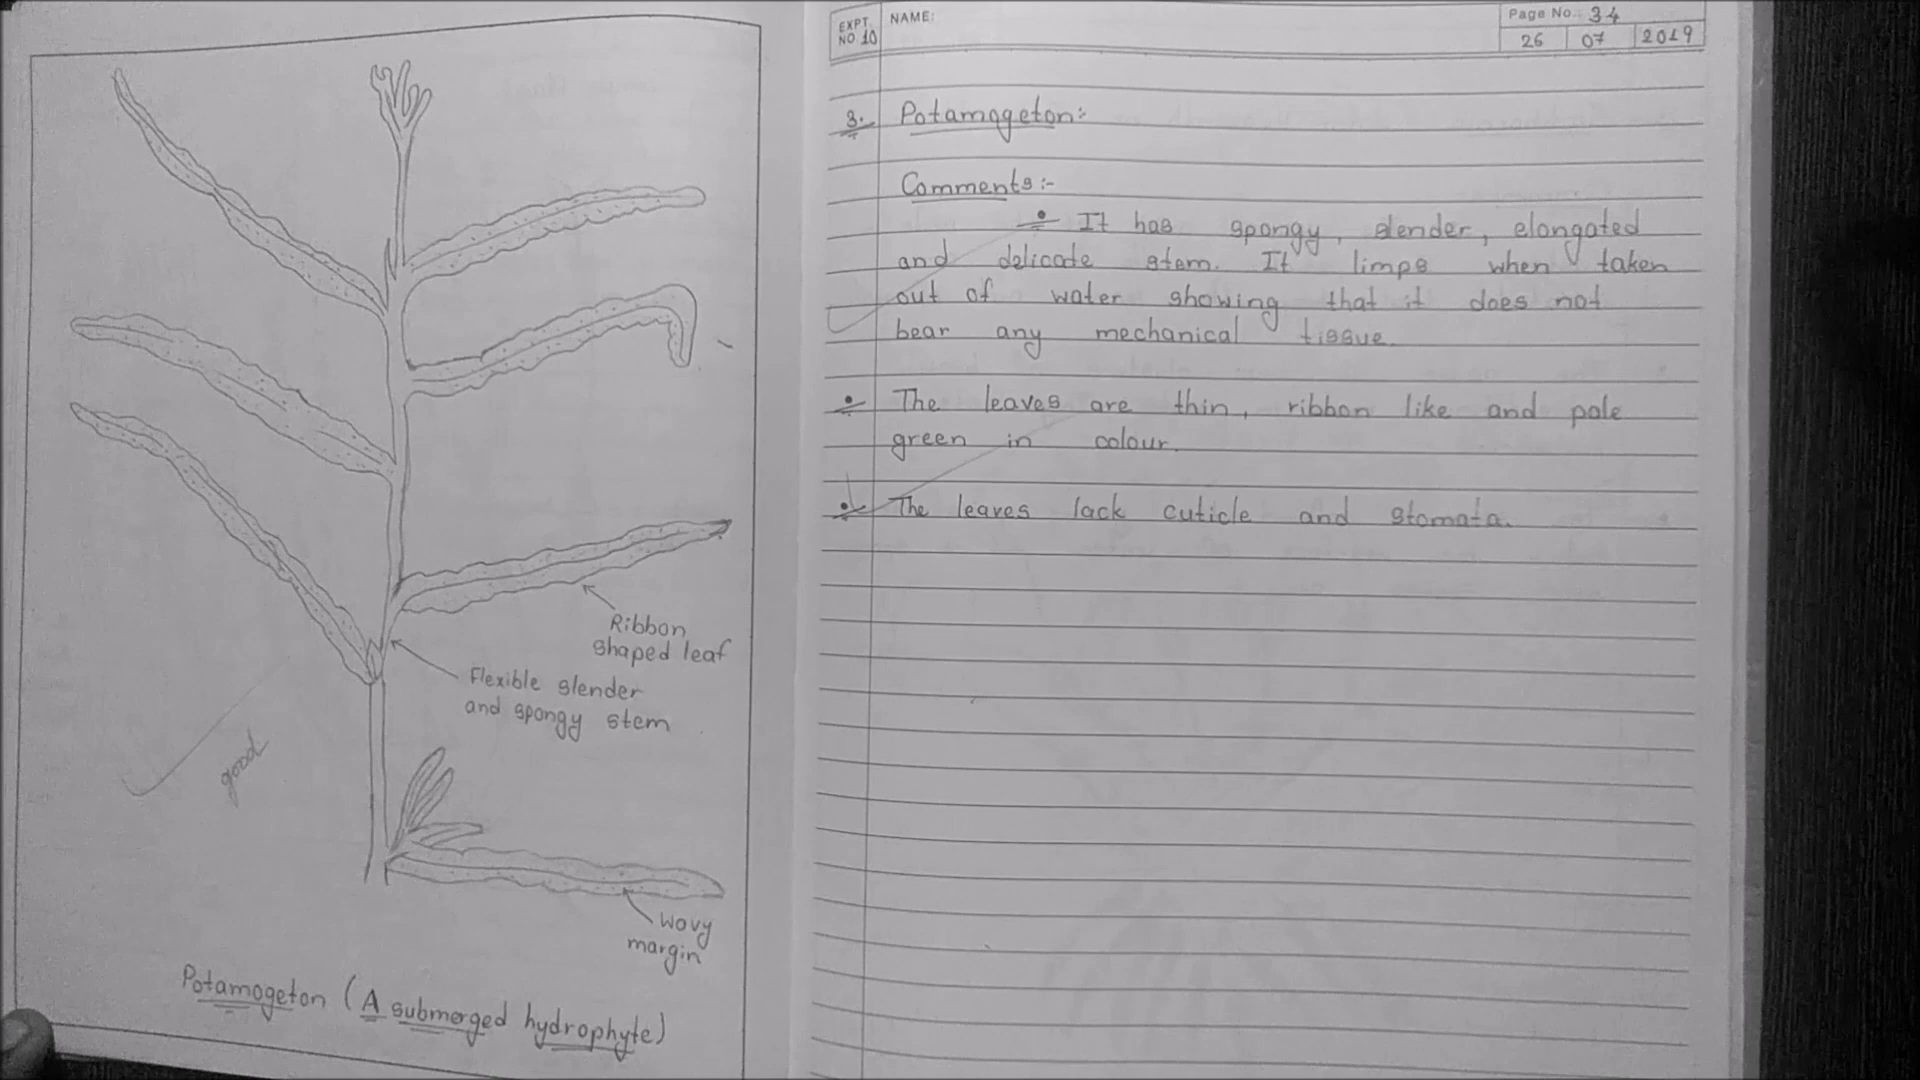 Ribbon
shaped leaf
Flexible slender
and spongy stem
good
Wavy
margin
Potamogeton (A submerged hydrophyte)
EXPT. NO. 10
NAME:
Page No. 34
26 07 2019
3. Potamogeton:-
Comments:-
It has spongy, slender, elongated
and delicate stem. It limps when taken
out of water showing that it does not
bear any mechanical tissue.
The leaves are thin, ribbon like and pale
green in colour.
The leaves lack cuticle and stomata.